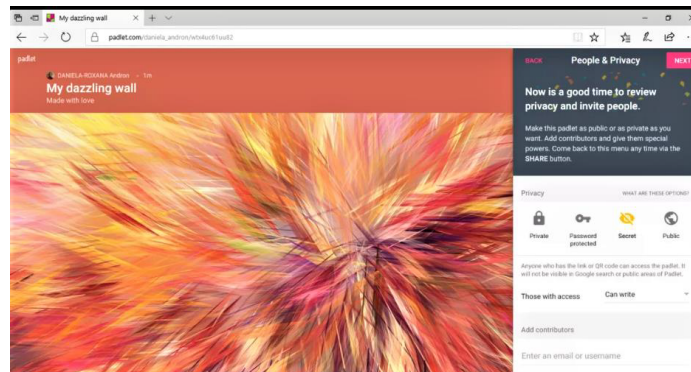 My dazzling wall
padlet.com/daniela_andron/wtv4uc61uu82
padlet
DANIELA-ROXANA Andron • 1m
My dazzling wall
Made with love
BACK
People & Privacy
NEXT
Now is a good time to review
privacy and invite people.
Make this padlet as public or as private as you
want. Add contributors and give them special
powers. Come back to this menu any time via the
SHARE button.
Privacy
WHAT ARE THESE OPTIONS?
Private
Password
protected
Secret
Public
Anyone who has the link or QR code can access the padlet. It
will not be visible in Google search or public areas of Padlet.
Those with access
Can write
Add contributors
Enter an email or username